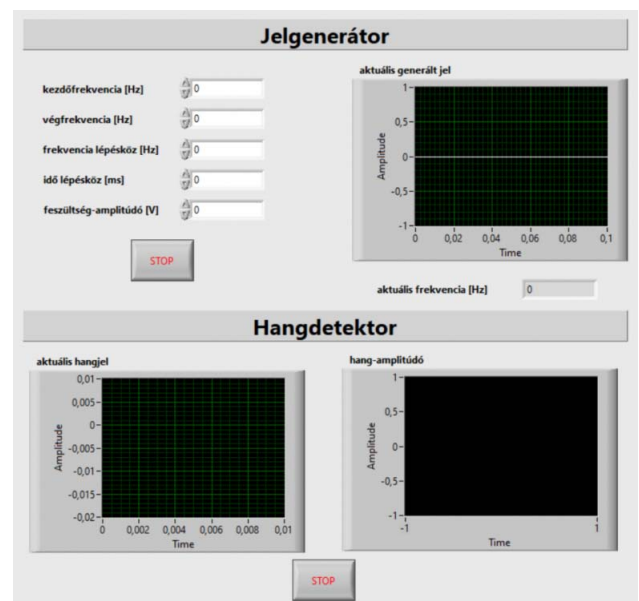 Jelgenerátor
kezdőfrekvencia [Hz] 0
végfrekvencia [Hz] 0
frekvencia lépésköz [Hz] 0
idő lépésköz [ms] 0
feszültség-amplitúdó [V] 0
STOP
aktuális generált jel
Amplitude
1
0,5
0
-0,5
-1
0 0,02 0,04 0,06 0,08 0,1
Time
aktuális frekvencia [Hz] 0
Hangdetektor
aktuális hangjel
Amplitude
0,01
0,005
0
-0,005
-0,01
-0,015
-0,02
0 0,002 0,004 0,006 0,008 0,01
Time
hang-amplitúdó
Amplitude
1
0,5
0
-0,5
-1
-1 1
Time
STOP